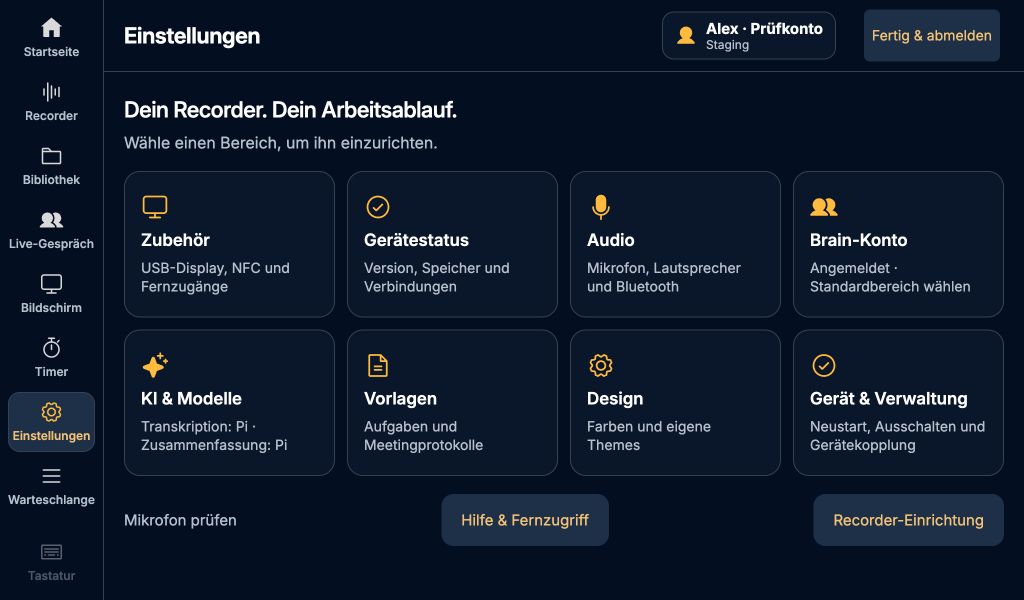 Startseite
Recorder
Bibliothek
Live-Gespräch
Bildschirm
Timer
Einstellungen
Warteschlange
Tastatur
Einstellungen
Alex · Prüfkonto
Staging
Fertig & abmelden
Dein Recorder. Dein Arbeitsablauf.
Wähle einen Bereich, um ihn einzurichten.
Zubehör
USB-Display, NFC und
Fernzugänge
Gerätestatus
Version, Speicher und
Verbindungen
Audio
Mikrofon, Lautsprecher
und Bluetooth
Brain-Konto
Angemeldet ·
Standardbereich wählen
KI & Modelle
Transkription: Pi ·
Zusammenfassung: Pi
Vorlagen
Aufgaben und
Meetingprotokolle
Design
Farben und eigene
Themes
Gerät & Verwaltung
Neustart, Ausschalten und
Gerätekopplung
Mikrofon prüfen
Hilfe & Fernzugriff
Recorder-Einrichtung